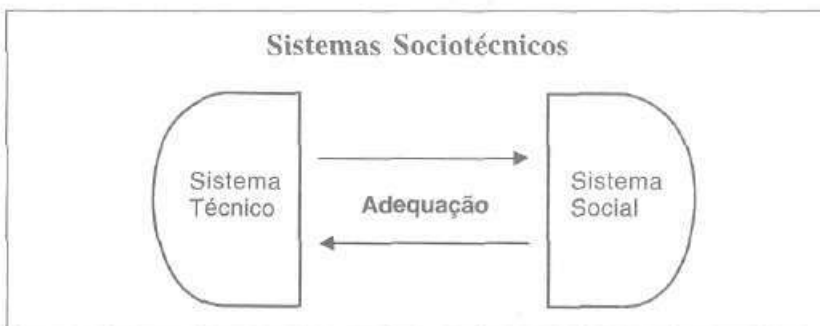 Sistemas Sociotécnicos
Sistema
Técnico
Adequação
Sistema
Social